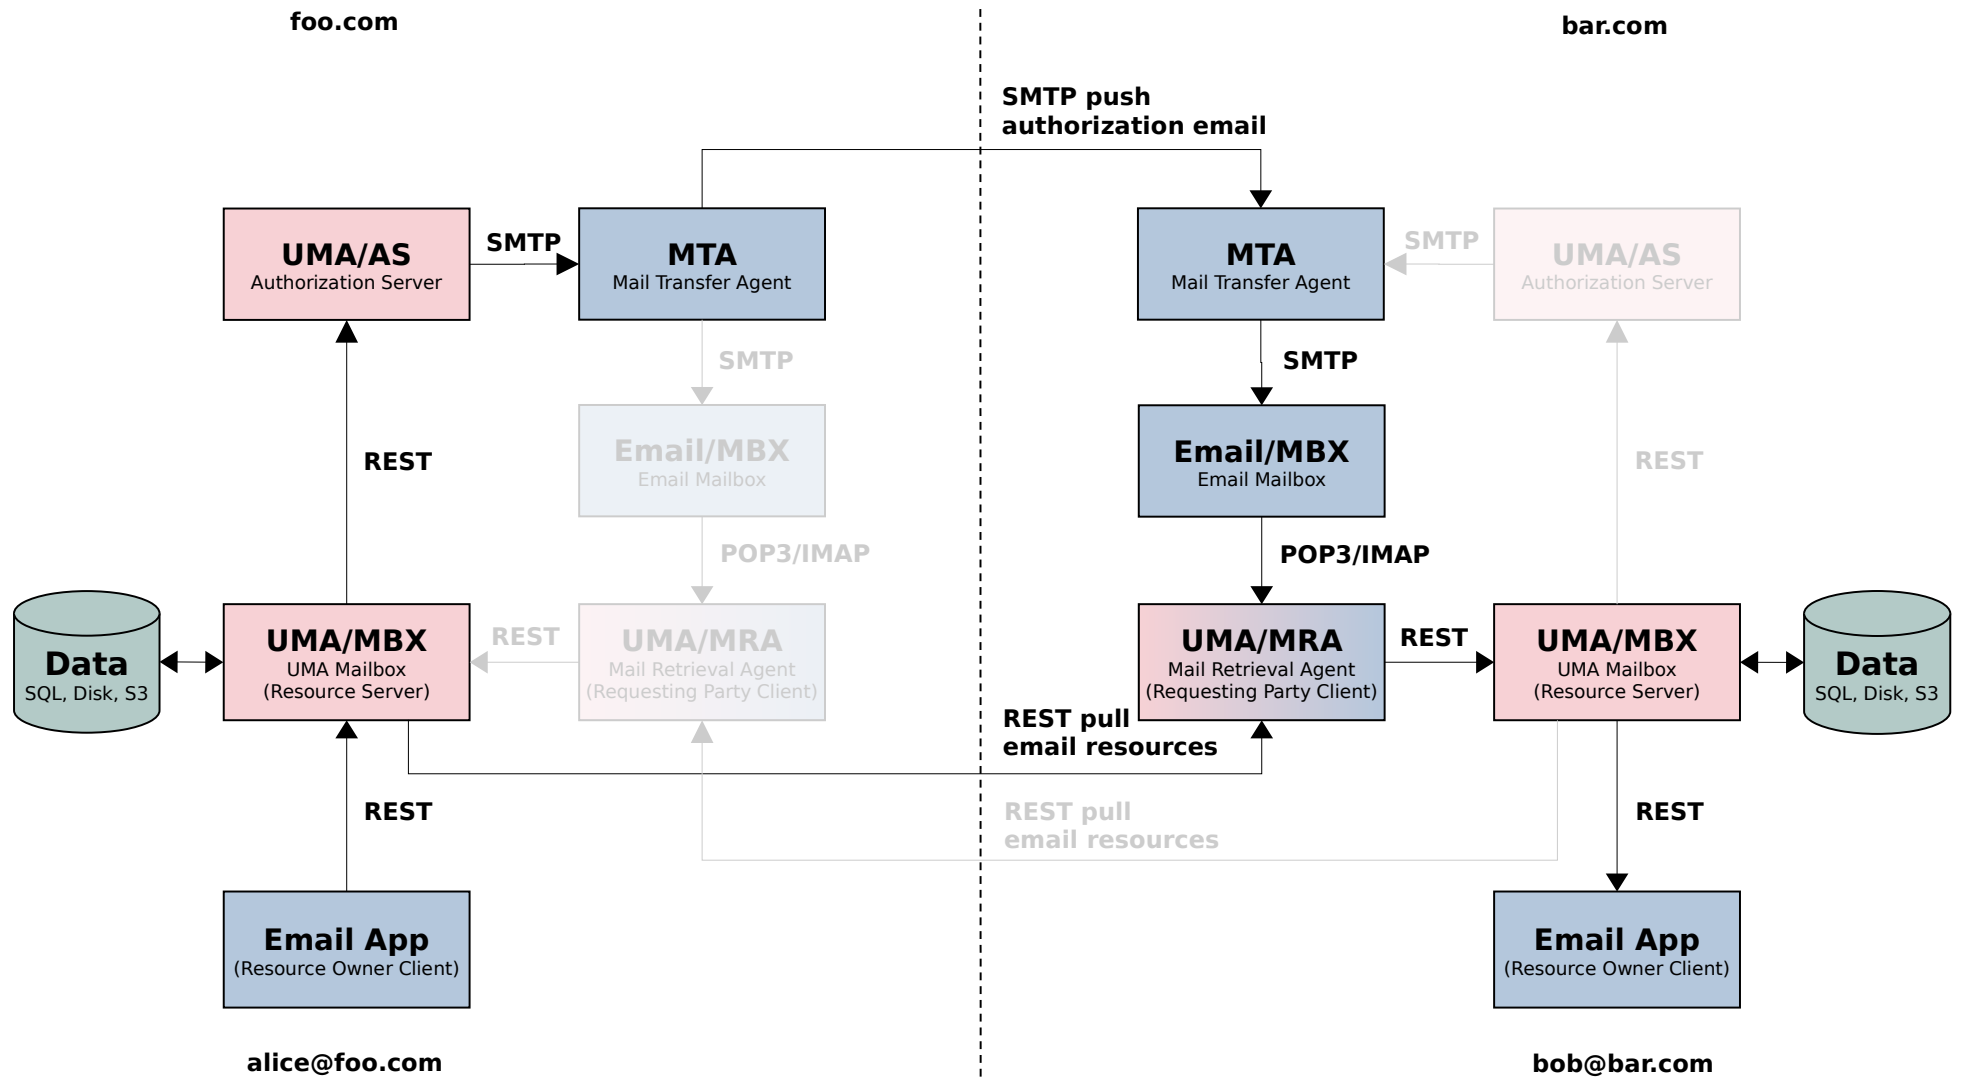 foo.com
bar.com
SMTP push
authorization email
UMA/AS
Authorization Server
SMTP
MTA
Mail Transfer Agent
MTA
Mail Transfer Agent
SMTP
UMA/AS
Authorization Server
SMTP
SMTP
Email/MBX
Email Mailbox
Email/MBX
Email Mailbox
REST
REST
POP3/IMAP
POP3/IMAP
Data
SQL, Disk, S3
UMA/MBX
UMA Mailbox
(Resource Server)
REST
UMA/MRA
Mail Retrieval Agent
(Requesting Party Client)
UMA/MRA
Mail Retrieval Agent
(Requesting Party Client)
REST
UMA/MBX
UMA Mailbox
(Resource Server)
Data
SQL, Disk, S3
REST pull
email resources
REST
REST pull
email resources
REST
Email App
(Resource Owner Client)
Email App
(Resource Owner Client)
alice@foo.com
bob@bar.com